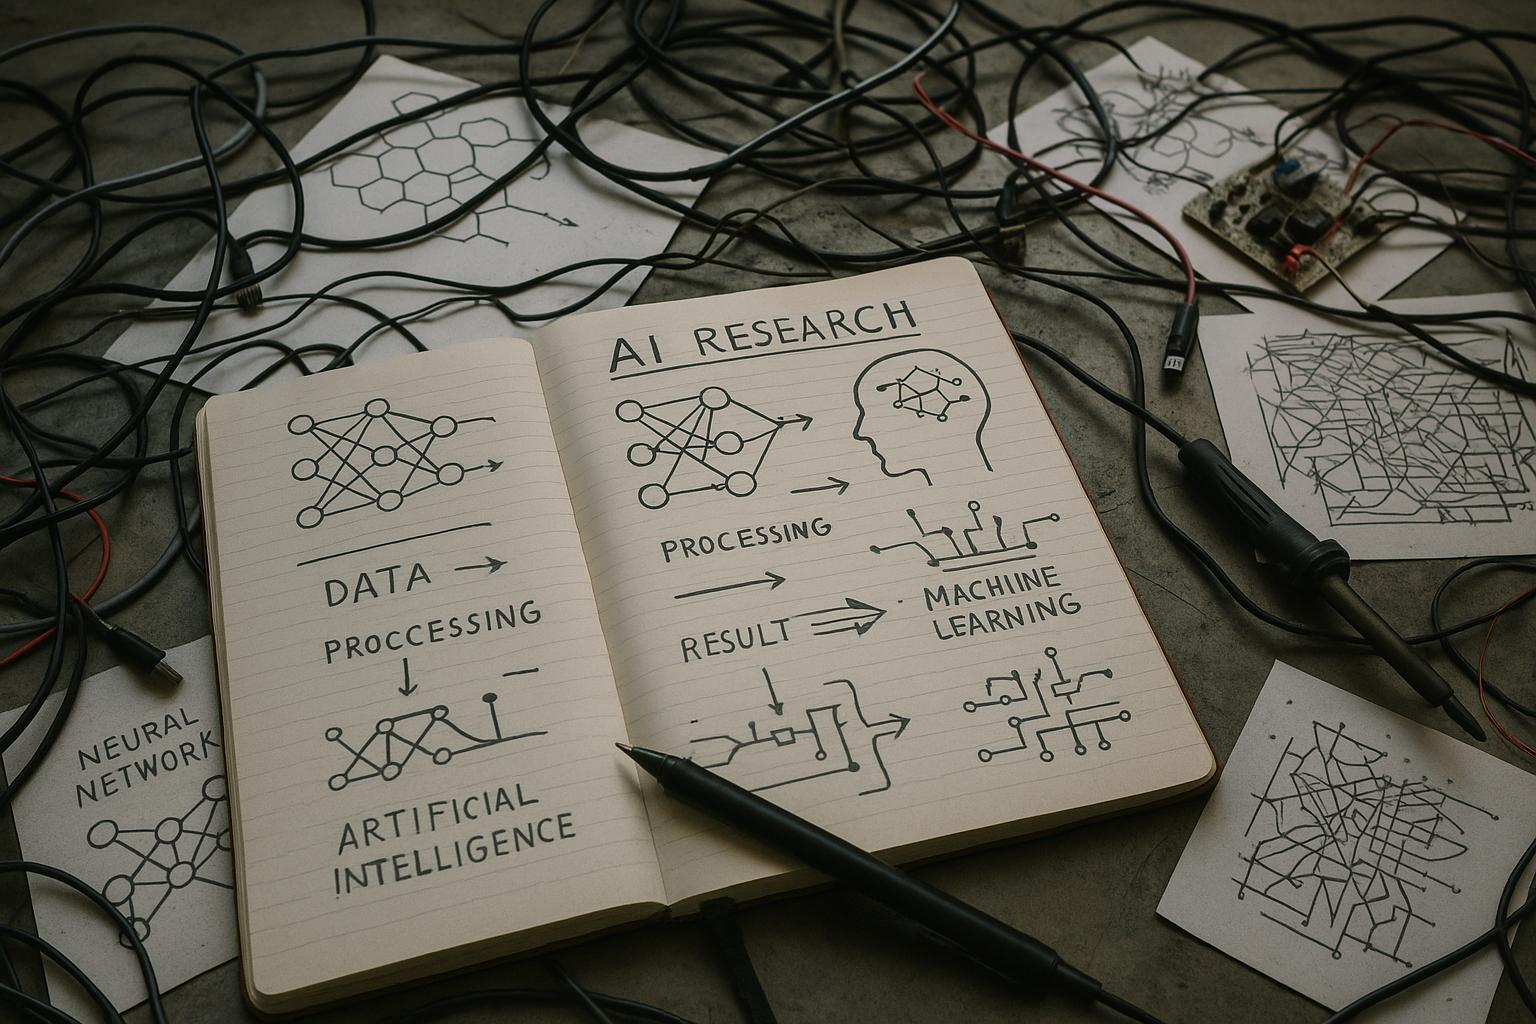 AI RESEARCH
DATA
PROCCESSING
ARTIFICIAL
INTELLIGENCE
PROCESSING
RESULT
MACHIINE
LEARNING
NEURAL
NETWORK